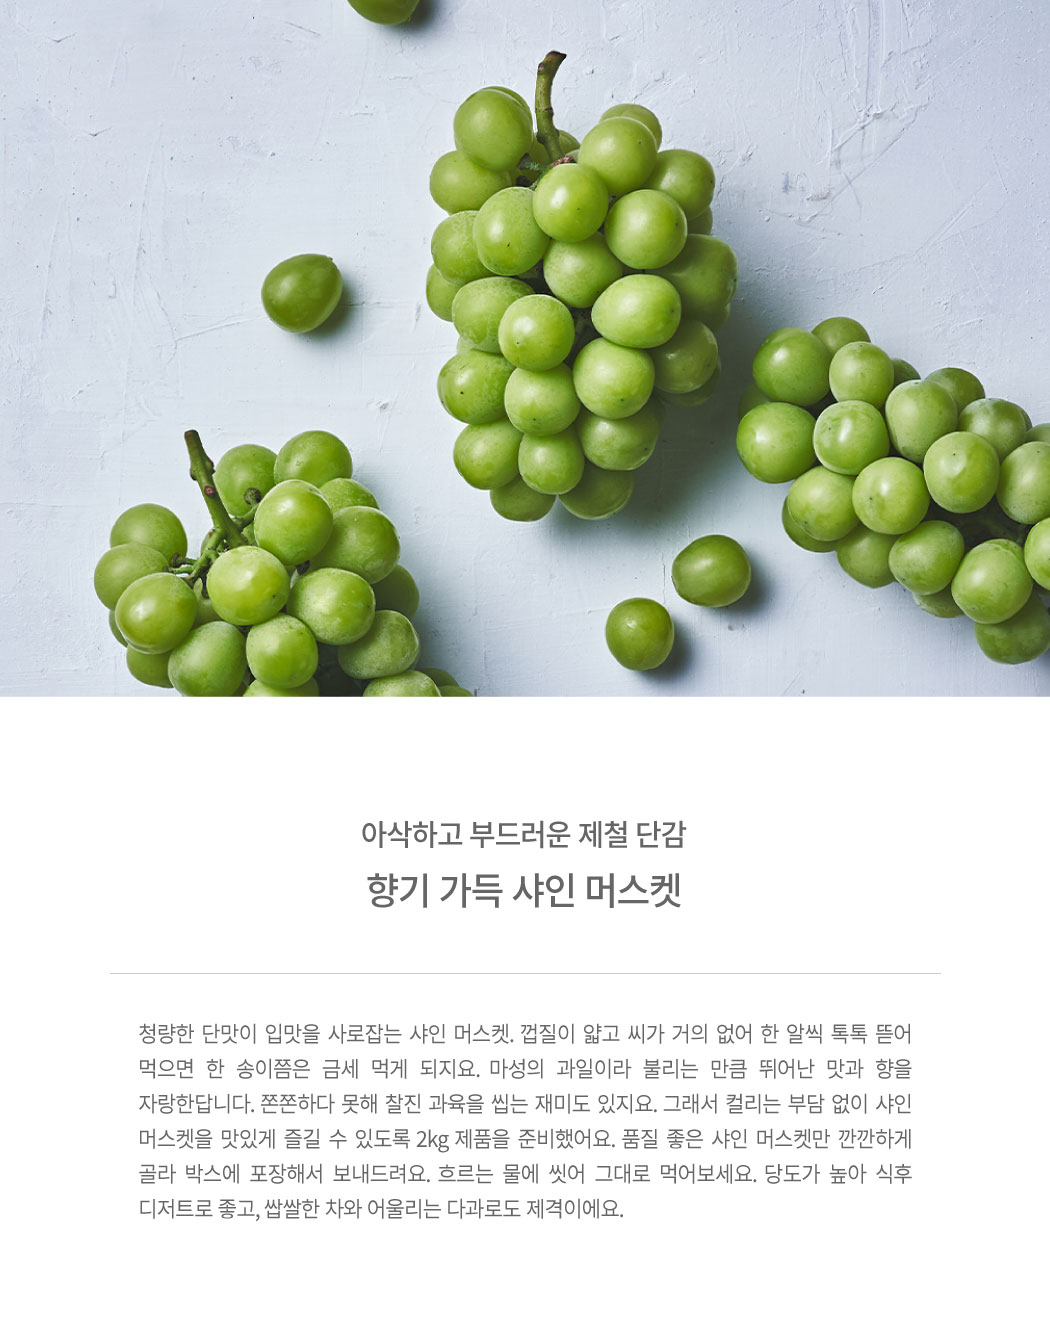 아삭하고 부드러운 제철 단감
향기 가득 샤인 머스켓
청량한 단맛이 입맛을 사로잡는 샤인 머스켓. 껍질이 얇고 씨가 거의 없어 한 알씩 톡톡 뜯어
먹으면 한 송이쯤은 금세 먹게 되지요. 마성의 과일이라 불리는 만큼 뛰어난 맛과 향을
자랑한답니다. 쫀쫀하다 못해 찰진 과육을 씹는 재미도 있지요. 그래서 컬리는 부담 없이 샤인
머스켓을 맛있게 즐길 수 있도록 2kg 제품을 준비했어요. 품질 좋은 샤인 머스켓만 깐깐하게
골라 박스에 포장해서 보내드려요. 흐르는 물에 씻어 그대로 먹어보세요. 당도가 높아 식후
디저트로 좋고, 쌉쌀한 차와 어울리는 다과로도 제격이에요.